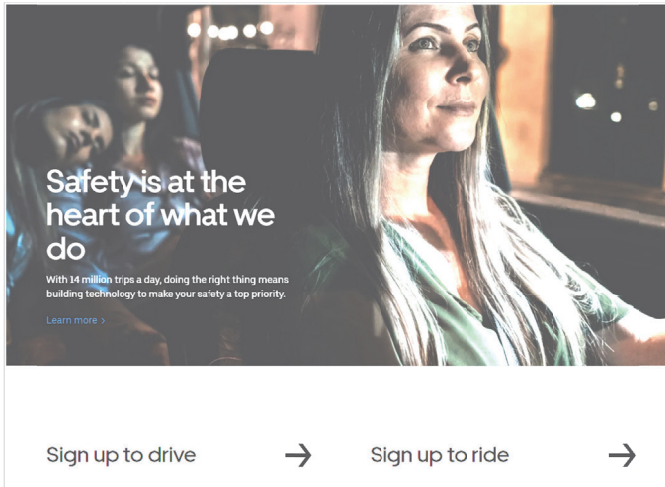 Safety is at the
heart of what we
do
With 14 million trips a day, doing the right thing means
building technology to make your safety a top priority.
Learn more >
Sign up to drive →
Sign up to ride →